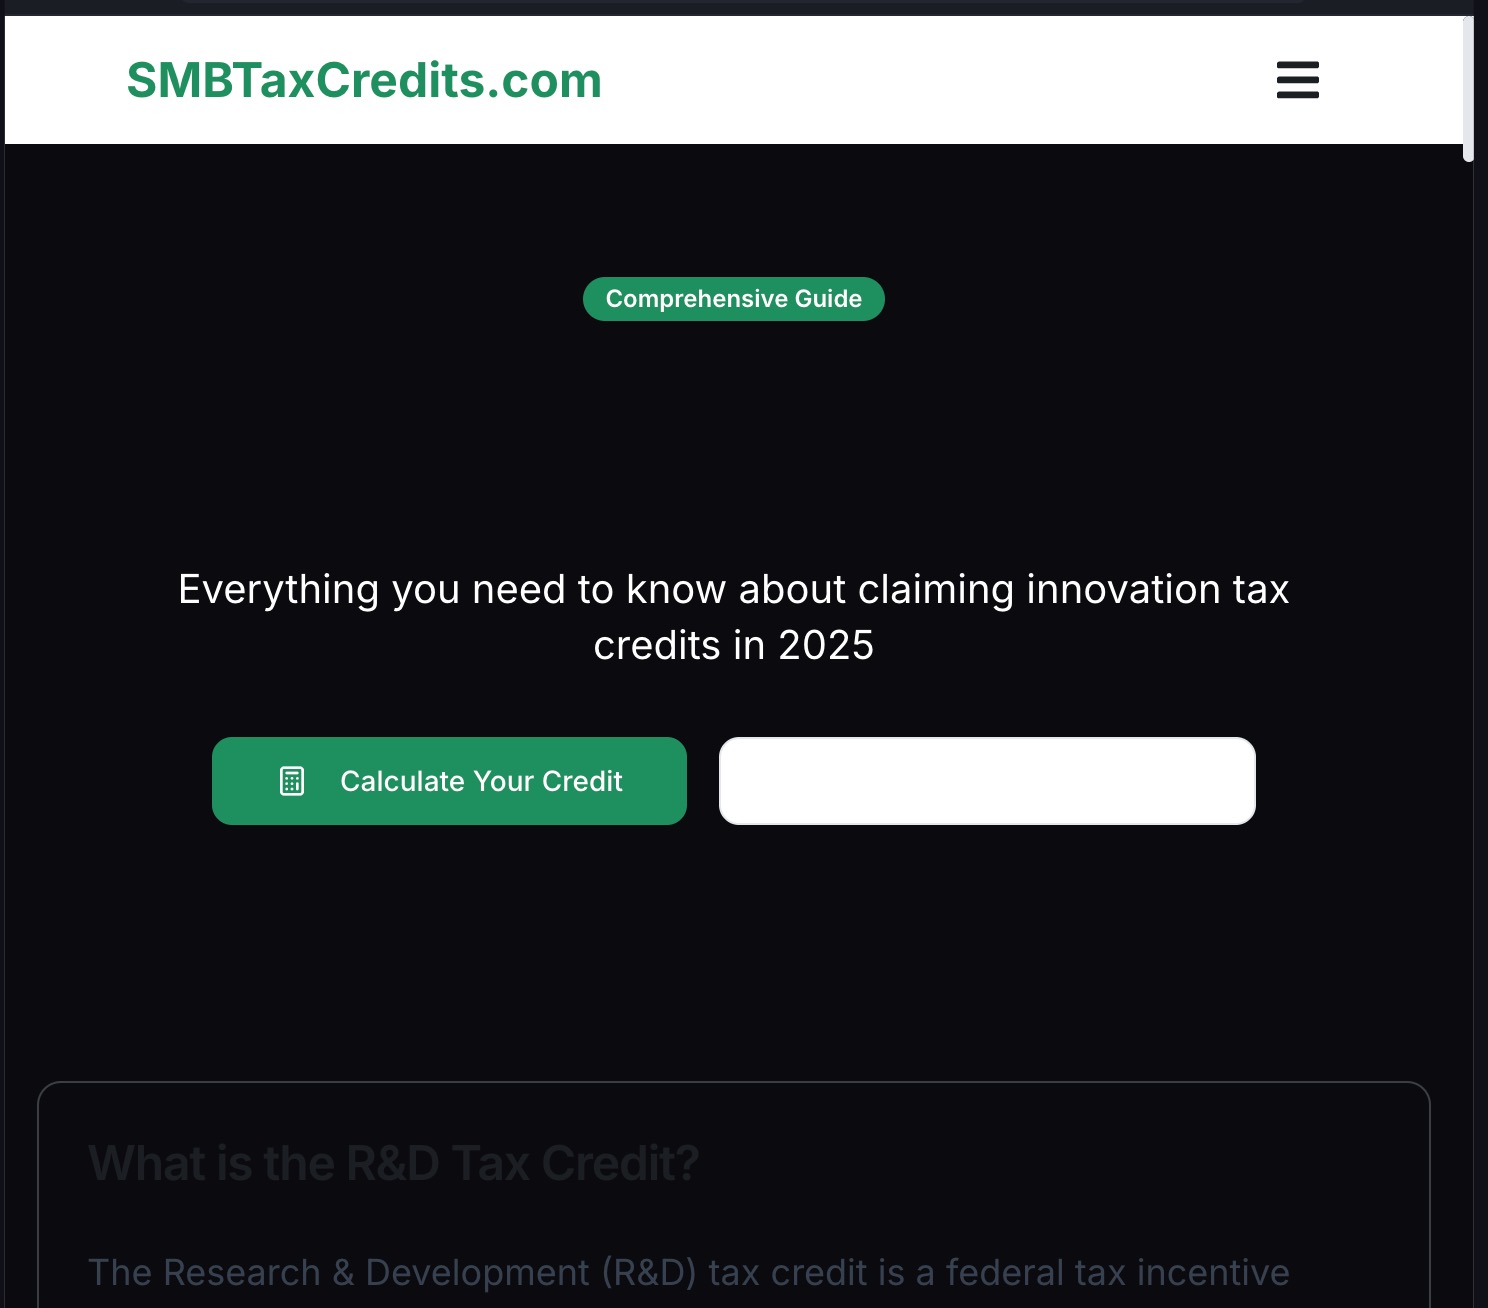 SMBTaxCredits.com
Comprehensive Guide
Everything you need to know about claiming innovation tax
credits in 2025
Calculate Your Credit
What is the R&D Tax Credit?
The Research & Development (R&D) tax credit is a federal tax incentive